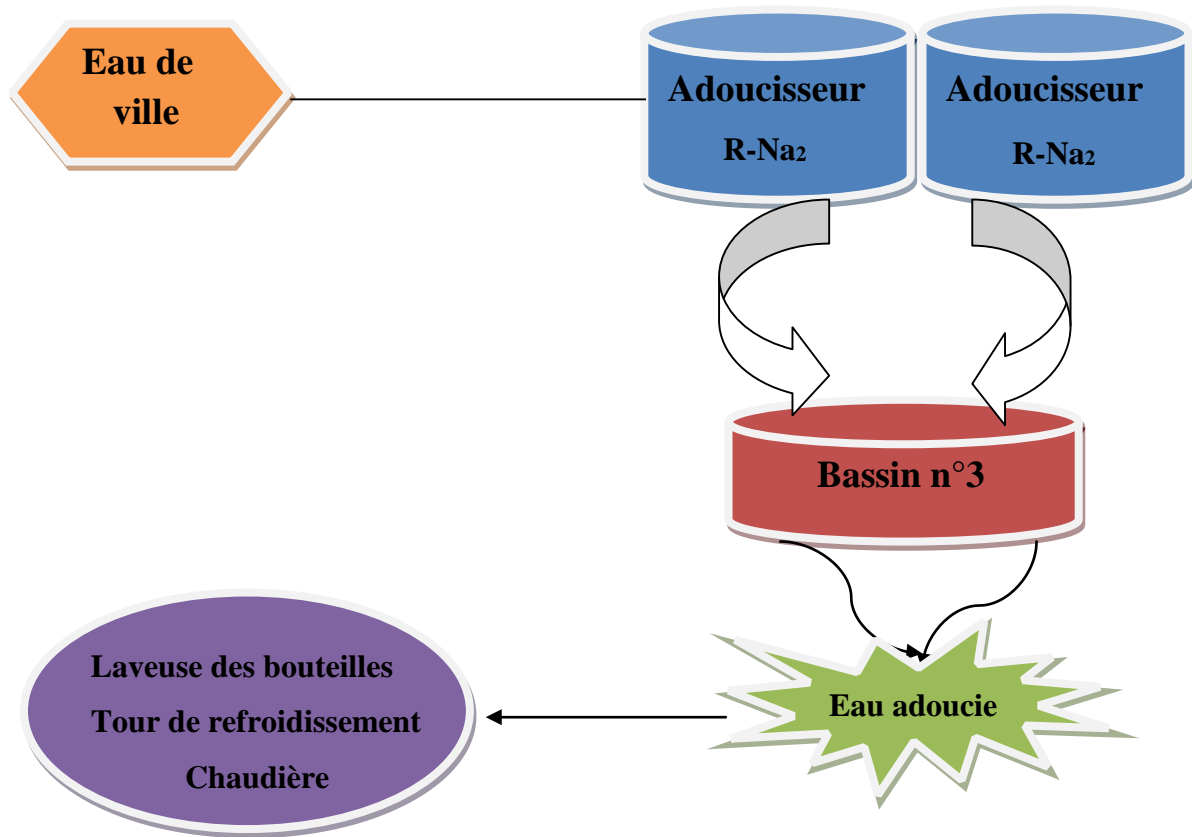 Eau de
ville
Adoucisseur
R-Na₂
Adoucisseur
R-Na₂
Bassin n°3
Eau adoucie
Laveuse des bouteilles
Tour de refroidissement
Chaudière